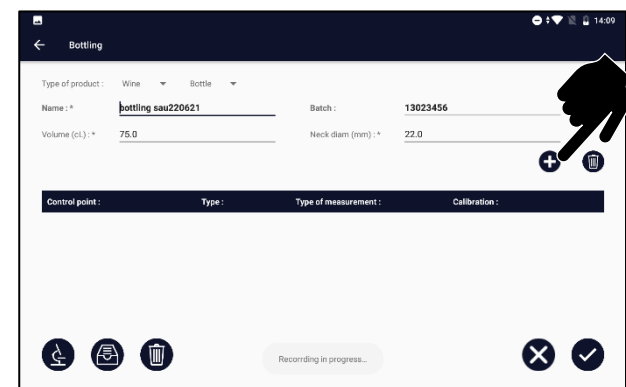 14:09
Bottling
Type of product : Wine Bottle
Name : * bottling sau220621 Batch : 13023456
Volume (cl.) : * 75.0 Neck diam (mm) : * 22.0
Control point : Type : Type of measurement : Calibration :
Recorrding in progress...